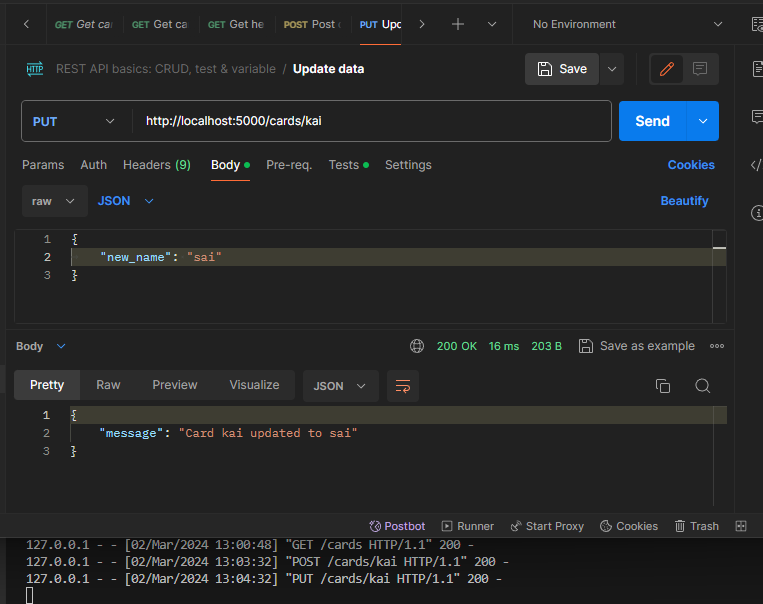 GET Get ca GET Get ca GET Get he POST Post PUT Upd No Environment
HTTP REST API basics: CRUD, test & variable / Update data Save
PUT http://localhost:5000/cards/kai Send
Params Auth Headers (9) Body Pre-req. Tests Settings Cookies
raw JSON Beautify
1 {
2 "new_name": "sai"
3 }
Body 200 OK 16 ms 203 B Save as example
Pretty Raw Preview Visualize JSON
1 {
2 "message": "Card kai updated to sai"
3 }
Postbot Runner Start Proxy Cookies Trash
127.0.0.1 - - [02/Mar/2024 13:00:48] "GET /cards HTTP/1.1" 200 -
127.0.0.1 - - [02/Mar/2024 13:03:32] "POST /cards/kai HTTP/1.1" 200 -
127.0.0.1 - - [02/Mar/2024 13:04:32] "PUT /cards/kai HTTP/1.1" 200 -